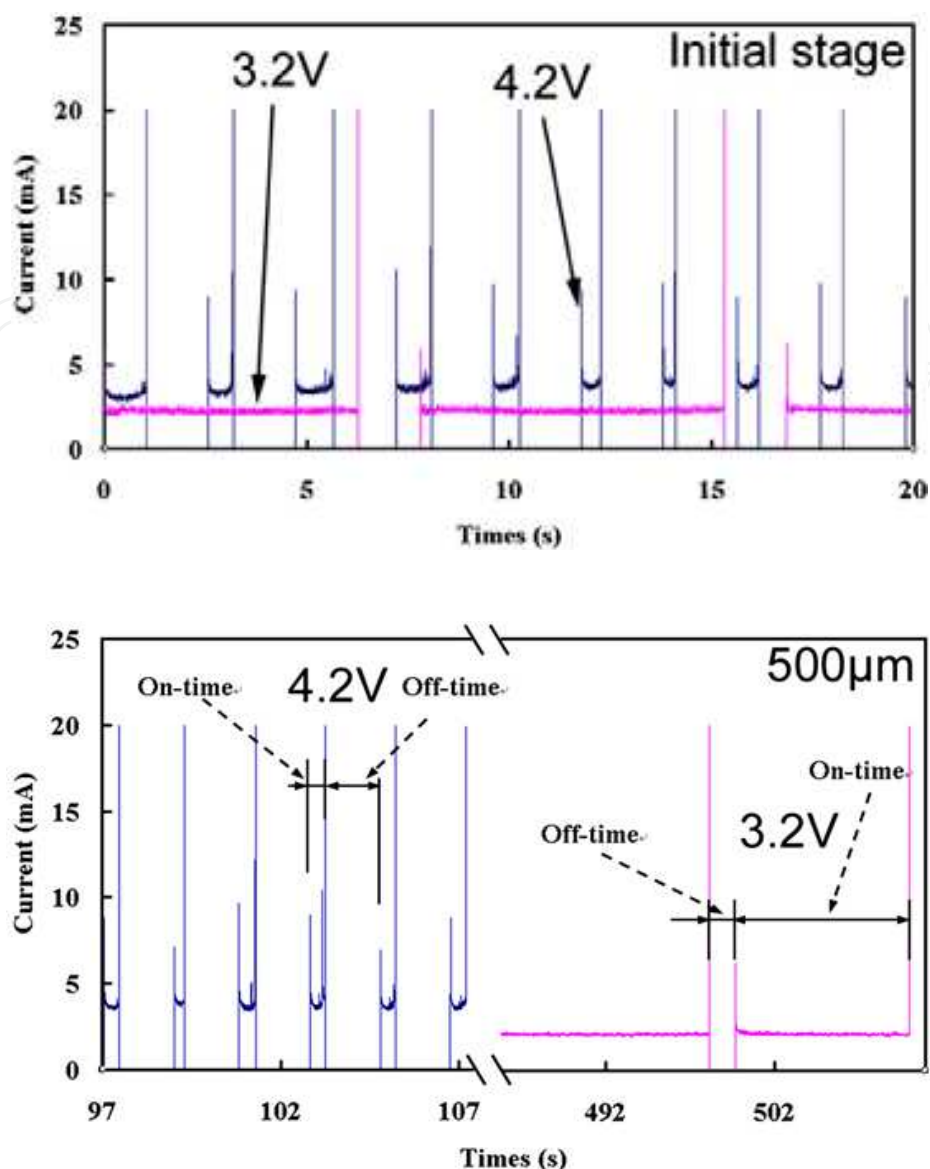 25
Initial stage
3.2V
4.2V
20
15
10
5
0
Current (mA)
0 5 10 15 20
Times (s)
25
500μm
On-time
4.2V
Off-time
20
On-time
15
Off-time
3.2V
10
5
0
Current (mA)
97 102 107 492 502
Times (s)